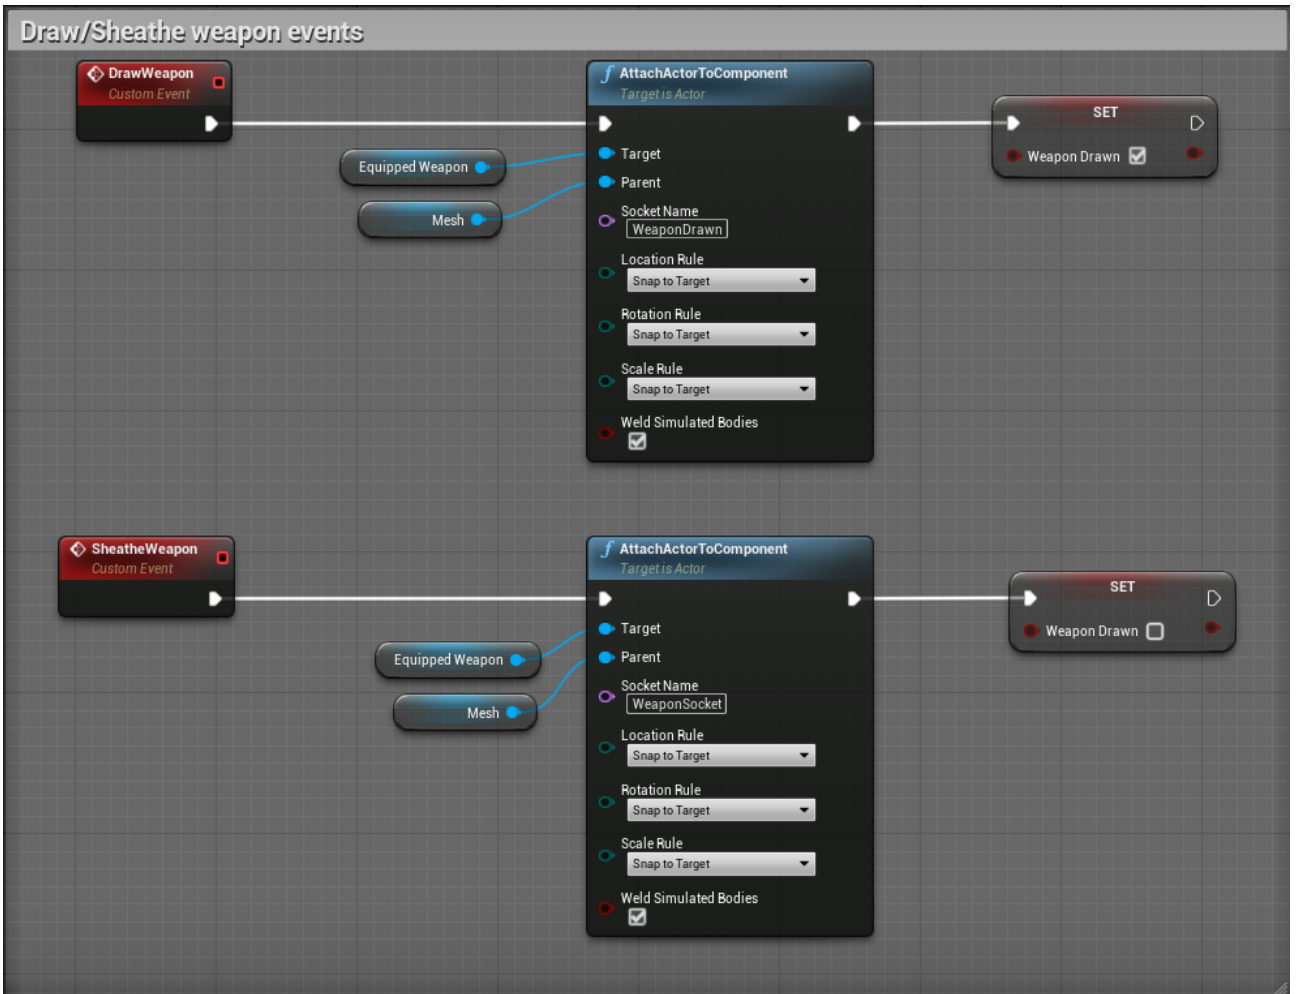 Draw/Sheathe weapon events
DrawWeapon
Custom Event
Equipped Weapon
Mesh
AttachActorToComponent
Target is Actor
Target
Parent
Socket Name
WeaponDrawn
Location Rule
Snap to Target
Rotation Rule
Snap to Target
Scale Rule
Snap to Target
Weld Simulated Bodies
SET
Weapon Drawn
SheatheWeapon
Custom Event
Equipped Weapon
Mesh
AttachActorToComponent
Target is Actor
Target
Parent
Socket Name
WeaponSocket
Location Rule
Snap to Target
Rotation Rule
Snap to Target
Scale Rule
Snap to Target
Weld Simulated Bodies
SET
Weapon Drawn